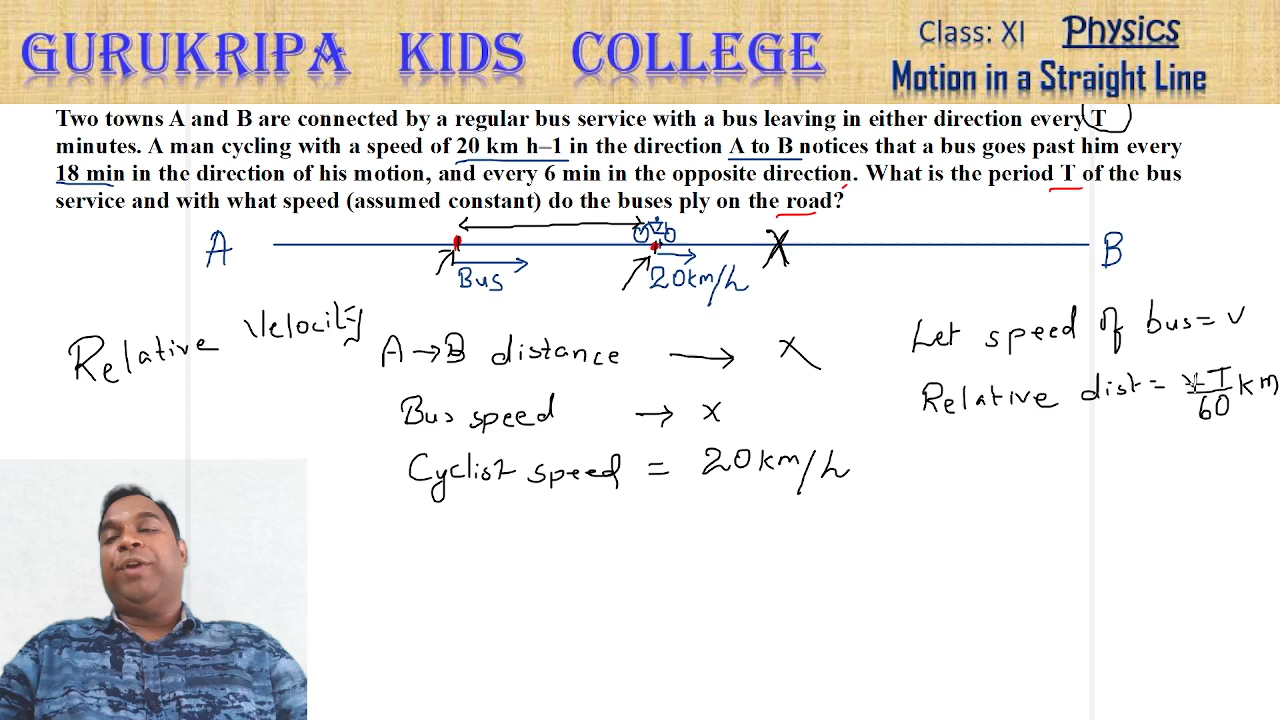 GURUKRIPA KIDS COLLEGE
Class: XI Physics
Motion in a Straight Line
Two towns A and B are connected by a regular bus service with a bus leaving in either direction every T
minutes. A man cycling with a speed of 20 km h–1 in the direction A to B notices that a bus goes past him every
18 min in the direction of his motion, and every 6 min in the opposite direction. What is the period T of the bus
service and with what speed (assumed constant) do the buses ply on the road?
A X B
Bus 20km/h
Relative Velocity
A→B distance → X
Bus speed → x
Cyclist speed = 20km/h
Let speed of bus = v
Relative dist = vT/60 km